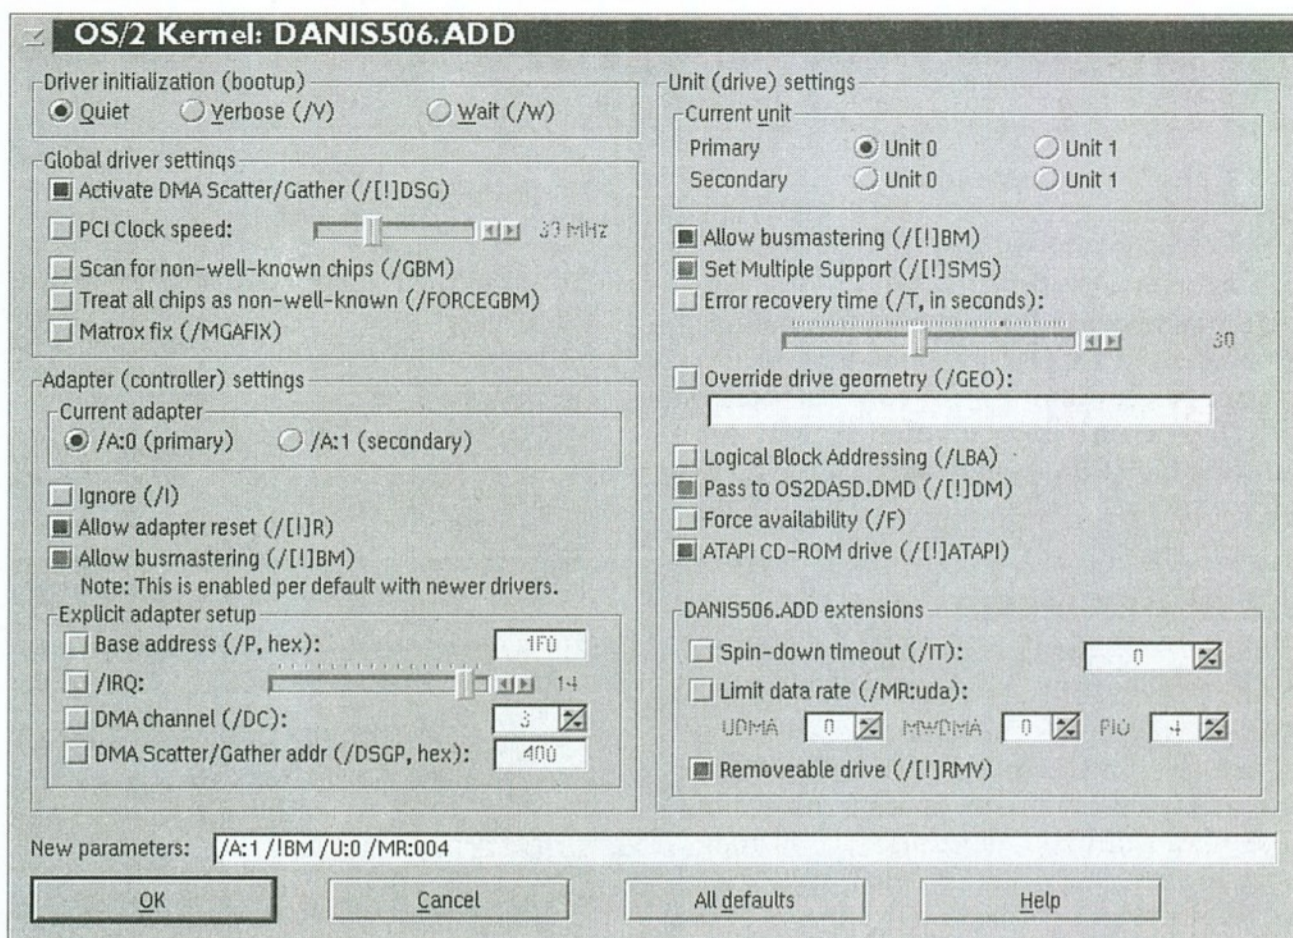 OS/2 Kernel: DANIS506.ADD
Driver initialization (bootup)
Quiet Verbose (/V) Wait (/W)
Global driver settings
Activate DMA Scatter/Gather (/[!]DSG)
PCI Clock speed: 33 MHz
Scan for non-well-known chips (/GBM)
Treat all chips as non-well-known (/FORCEGBM)
Matrox fix (/MGAFIX)
Adapter (controller) settings
Current adapter
/A:0 (primary) /A:1 (secondary)
Ignore (/I)
Allow adapter reset (/[!]R)
Allow busmastering (/[!]BM)
Note: This is enabled per default with newer drivers.
Explicit adapter setup
Base address (/P, hex): 1F0
/IRQ: 14
DMA channel (/DC): 3
DMA Scatter/Gather addr (/DSGP, hex): 400
Unit (drive) settings
Current unit
Primary Unit 0 Unit 1
Secondary Unit 0 Unit 1
Allow busmastering (/[!]BM)
Set Multiple Support (/[!]SMS)
Error recovery time (/T, in seconds):
30
Override drive geometry (/GEO):
Logical Block Addressing (/LBA)
Pass to OS2DASD.DMD (/[!]DM)
Force availability (/F)
ATAPI CD-ROM drive (/[!]ATAPI)
DANIS506.ADD extensions
Spin-down timeout (/IT): 0
Limit data rate (/MR:uda):
UDMA 0 MWDMA 0 PIO 4
Removeable drive (/[!]RMV)
New parameters: /A:1 /!BM /U:0 /MR:004
OK Cancel All defaults Help